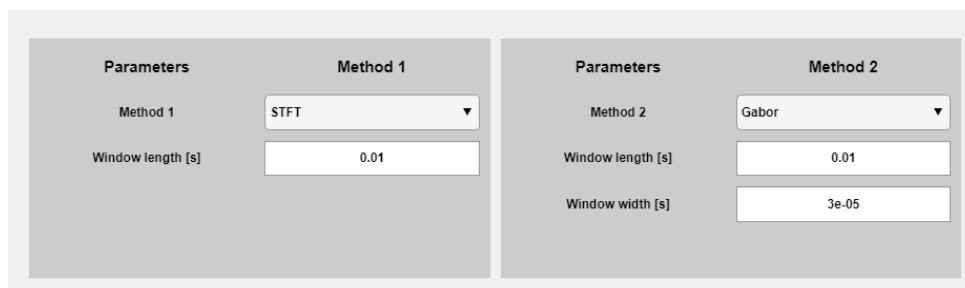 Parameters Method 1
Method 1 STFT
Window length [s] 0.01
Parameters Method 2
Method 2 Gabor
Window length [s] 0.01
Window width [s] 3e-05